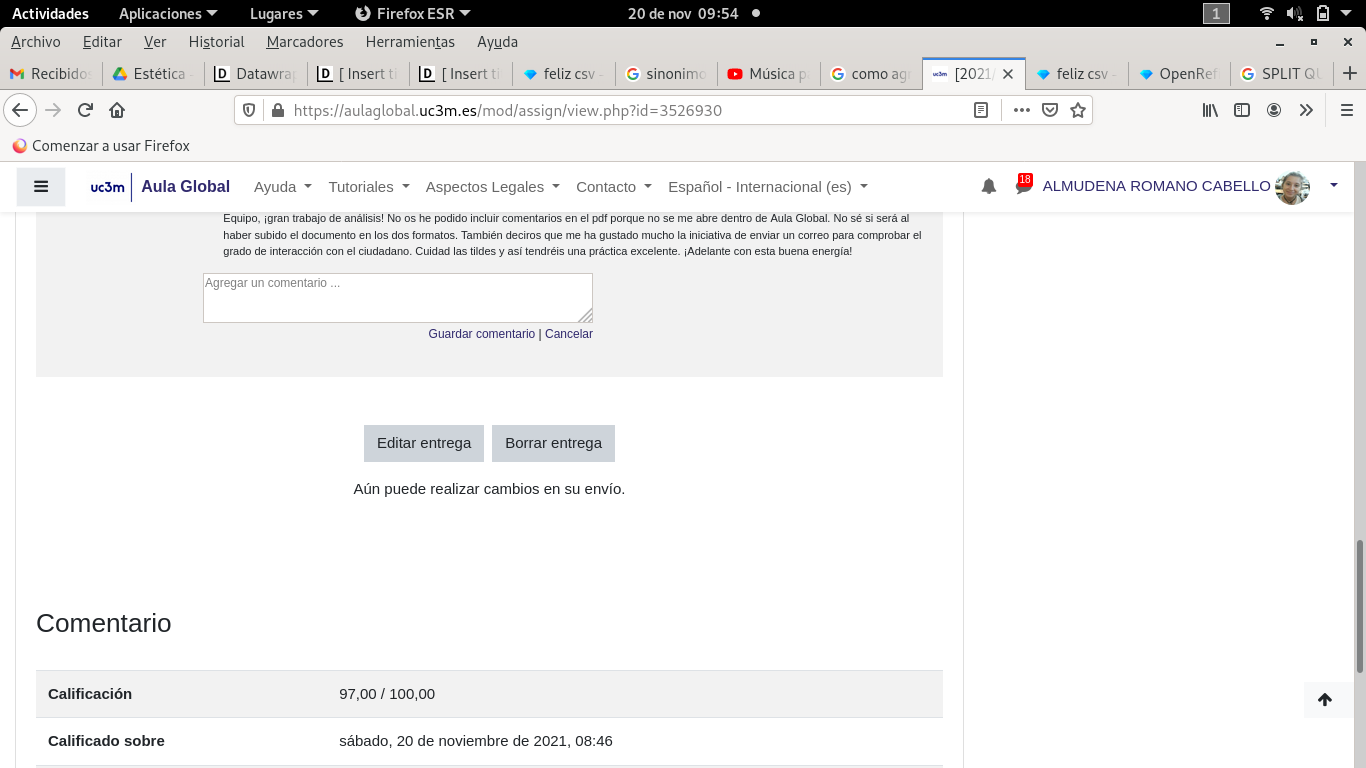 Actividades Aplicaciones Lugares Firefox ESR 20 de nov 09:54 1
Archivo Editar Ver Historial Marcadores Herramientas Ayuda
Recibidos Estética - Datawrap [ Insert ti [ Insert ti feliz csv - sinonimo Música p como agr uc3m [2021/ feliz csv - OpenRef SPLIT QU
https://aulaglobal.uc3m.es/mod/assign/view.php?id=3526930
Comenzar a usar Firefox
uc3m Aula Global Ayuda Tutoriales Aspectos Legales Contacto Español - Internacional (es) 18 ALMUDENA ROMANO CABELLO
Equipo, ¡gran trabajo de análisis! No os he podido incluir comentarios en el pdf porque no se me abre dentro de Aula Global. No sé si será al
haber subido el documento en los dos formatos. También deciros que me ha gustado mucho la iniciativa de enviar un correo para comprobar el
grado de interacción con el ciudadano. Cuidad las tildes y así tendréis una práctica excelente. ¡Adelante con esta buena energía!
Agregar un comentario ...
Guardar comentario | Cancelar
Editar entrega Borrar entrega
Aún puede realizar cambios en su envío.
Comentario
Calificación 97,00 / 100,00
Calificado sobre sábado, 20 de noviembre de 2021, 08:46